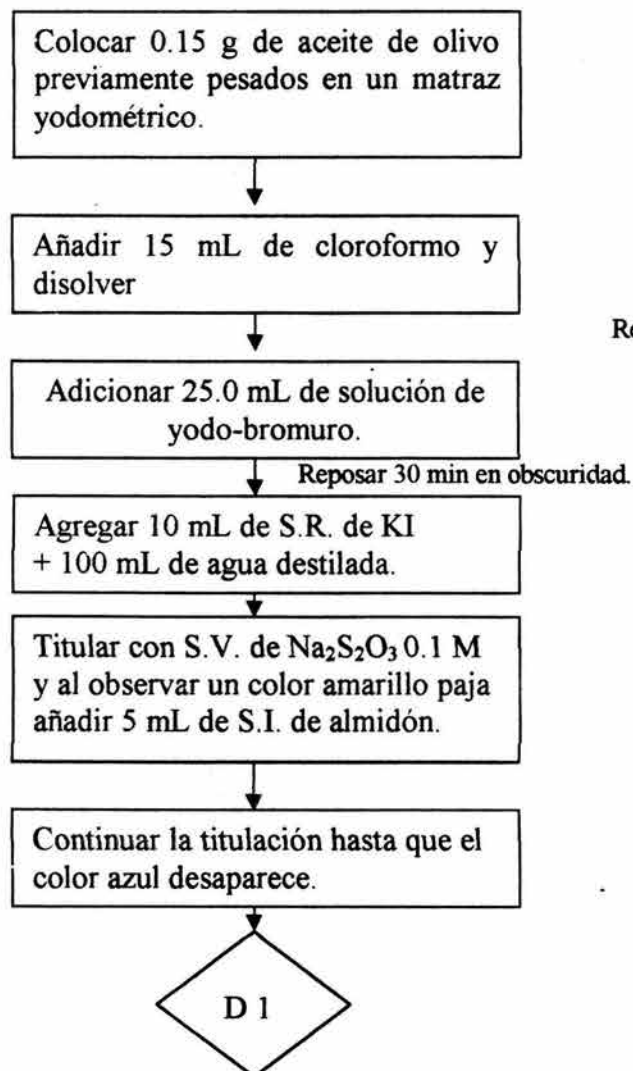 Colocar 0.15 g de aceite de olivo
previamente pesados en un matraz
yodométrico.
Añadir 15 mL de cloroformo y
disolver
Adicionar 25.0 mL de solución de
yodo-bromuro.
Reposar 30 min en obscuridad.
Agregar 10 mL de S.R. de KI
+ 100 mL de agua destilada.
Titular con S.V. de Na₂S₂O₃ 0.1 M
y al observar un color amarillo paja
añadir 5 mL de S.I. de almidón.
Continuar la titulación hasta que el
color azul desaparece.
D 1